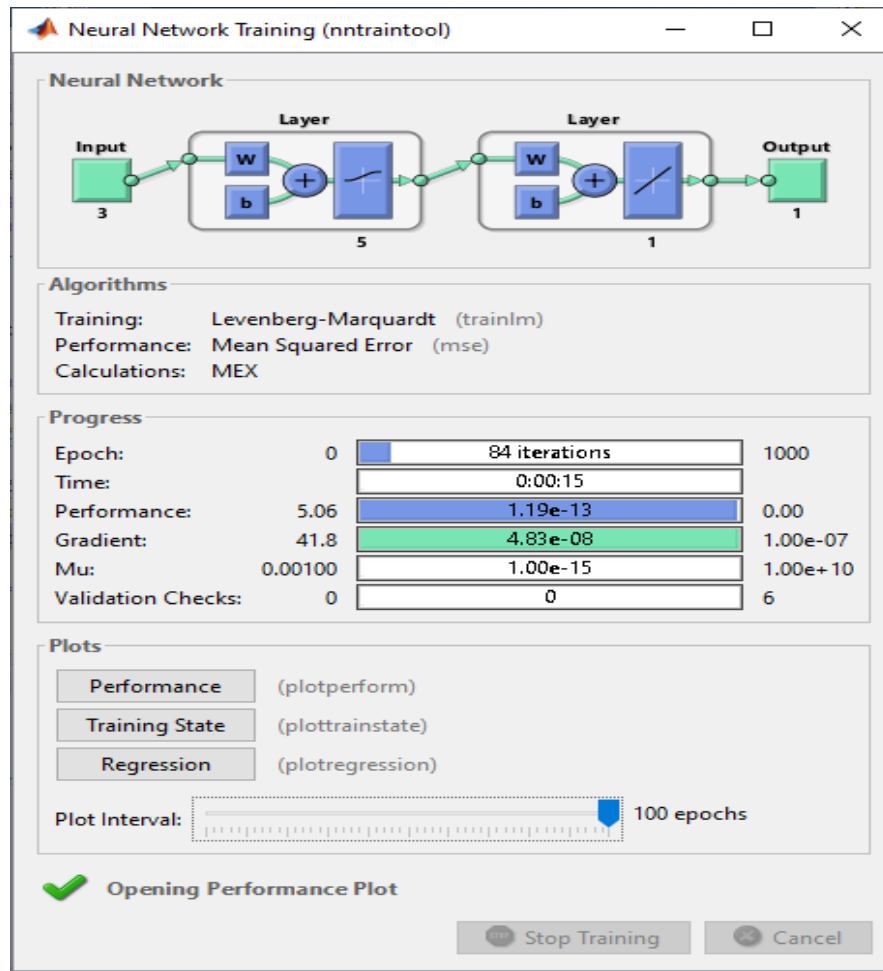 Neural Network Training (nntraintool)
Neural Network
Layer Layer
Input Output
W W
b b
3 1
5 1
Algorithms
Training: Levenberg-Marquardt (trainlm)
Performance: Mean Squared Error (mse)
Calculations: MEX
Progress
Epoch: 0 84 iterations 1000
Time: 0:00:15
Performance: 5.06 1.19e-13 0.00
Gradient: 41.8 4.83e-08 1.00e-07
Mu: 0.00100 1.00e-15 1.00e+10
Validation Checks: 0 0 6
Plots
Performance (plotperform)
Training State (plottrainstate)
Regression (plotregression)
Plot Interval: 100 epochs
Opening Performance Plot
Stop Training Cancel